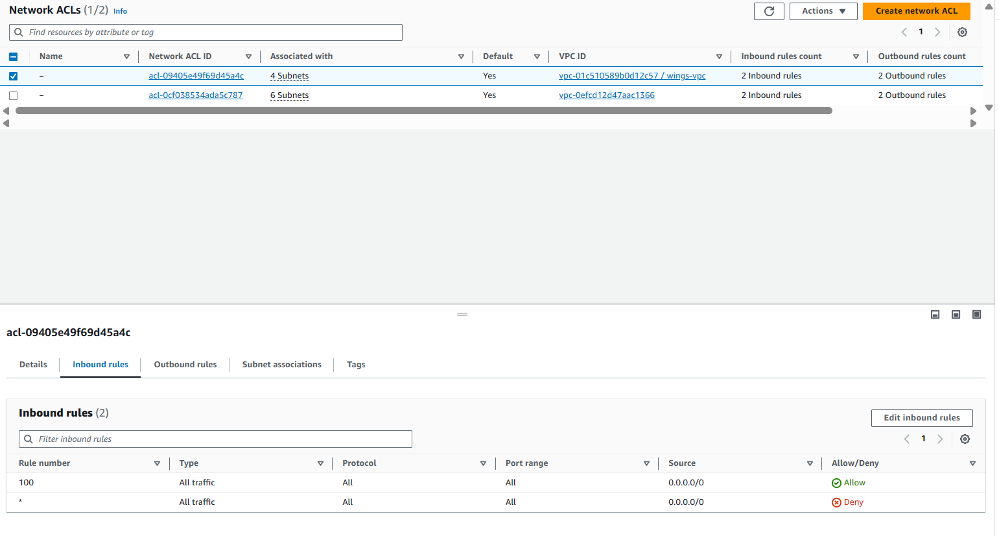 Network ACLs (1/2) Info
Actions Create network ACL
Find resources by attribute or tag
1
Name Network ACL ID Associated with Default VPC ID Inbound rules count Outbound rules count
– acl-09405e49f69d45a4c 4 Subnets Yes vpc-01c510589b0d12c57 / wings-vpc 2 Inbound rules 2 Outbound rules
– acl-0cf038534ada5c787 6 Subnets Yes vpc-0efcd12d47aac1366 2 Inbound rules 2 Outbound rules
acl-09405e49f69d45a4c
Details Inbound rules Outbound rules Subnet associations Tags
Inbound rules (2)
Edit inbound rules
Filter inbound rules
1
Rule number Type Protocol Port range Source Allow/Deny
100 All traffic All All 0.0.0.0/0 Allow
* All traffic All All 0.0.0.0/0 Deny